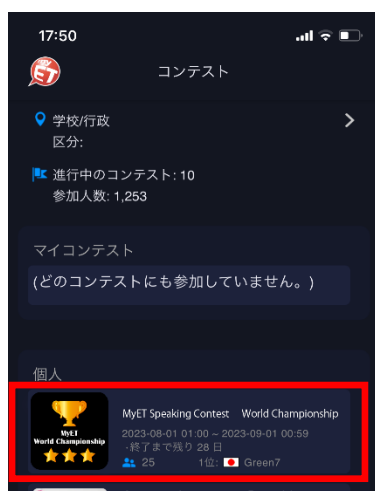 17:50
MY
ET
コンテスト
学校/行政
区分:
進行中のコンテスト: 10
参加人数: 1,253
マイコンテスト
(どのコンテストにも参加していません。)
個人
MyET
World Championship
MyET Speaking Contest World Championship
2023-08-01 01:00 ~ 2023-09-01 00:59
-終了まで残り 28 日
25 1位: Green7